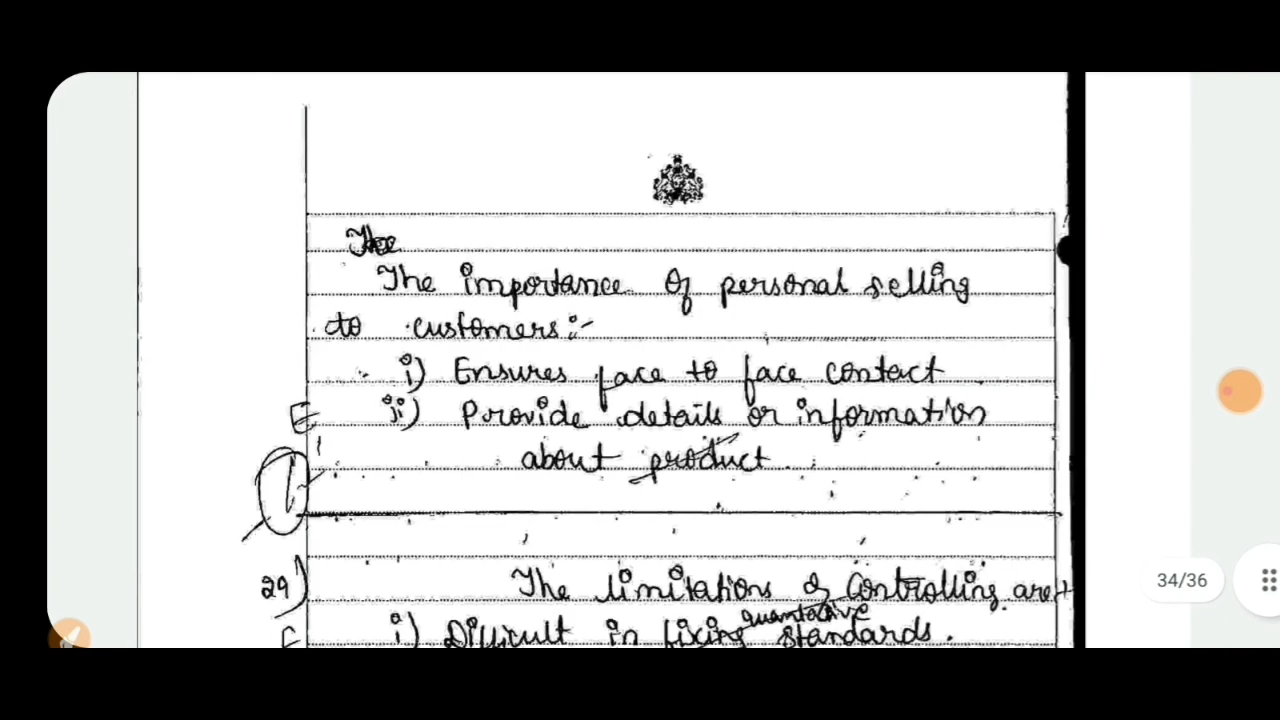 The
The importance of personal selling
to customers:-
i) Ensures face to face contact.
ii) Provide details or information
about product.
29)
The limitations of controlling are:-
quantative
i) Difficult in fixing standards.
34/36